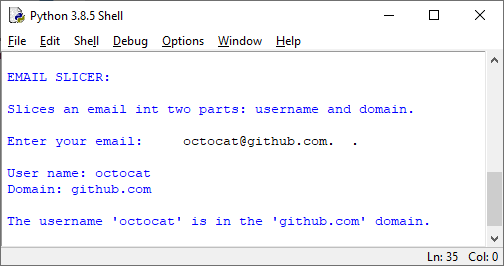 Python 3.8.5 Shell
File Edit Shell Debug Options Window Help
EMAIL SLICER:
Slices an email int two parts: username and domain.
Enter your email: octocat@github.com. .
User name: octocat
Domain: github.com
The username 'octocat' is in the 'github.com' domain.
Ln: 35 Col: 0